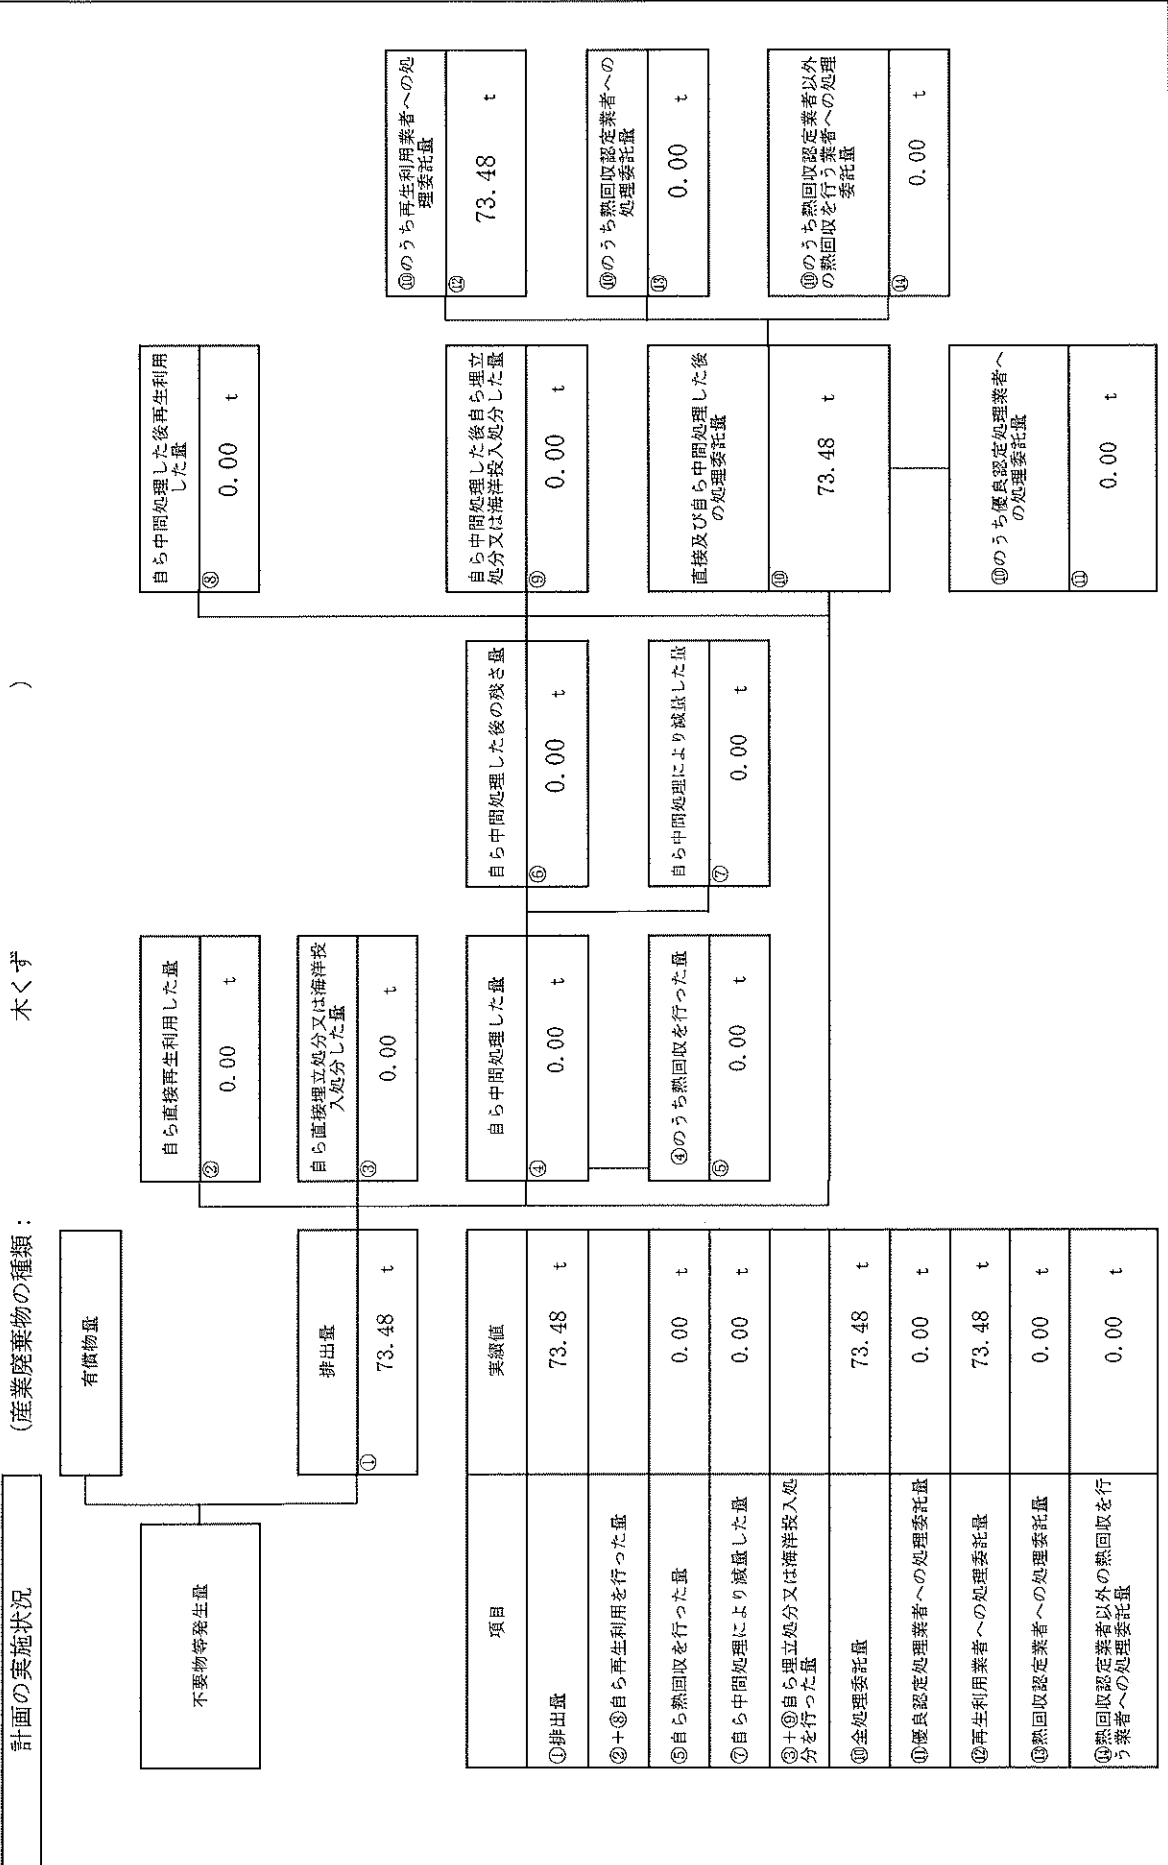 計画の実施状況
(産業廃棄物の種類：
木くず
)
不要物等発生量
有償物量
排出量
①
73.48 t
自ら直接再生利用した量
②
0.00 t
自ら直接埋立処分又は海洋投
入処分した量
③
0.00 t
自ら中間処理した量
④
0.00 t
④のうち熱回収を行った量
⑤
0.00 t
自ら中間処理した後の残さ量
⑥
0.00 t
自ら中間処理により減量した量
⑦
0.00 t
自ら中間処理した後再生利用
した量
⑧
0.00 t
自ら中間処理した後自ら埋立
処分又は海洋投入処分した量
⑨
0.00 t
直接及び自ら中間処理した後
の処理委託量
⑩
73.48 t
⑩のうち優良認定処理業者へ
の処理委託量
⑪
0.00 t
⑩のうち再生利用業者への処
理委託量
⑫
73.48 t
⑩のうち熱回収認定業者への
処理委託量
⑬
0.00 t
⑩のうち熱回収認定業者以外
の熱回収を行う業者への処理
委託量
⑭
0.00 t
項目 実績値
①排出量 73.48 t
②＋⑧自ら再生利用を行った量
⑤自ら熱回収を行った量 0.00 t
⑦自ら中間処理により減量した量 0.00 t
③＋⑨自ら埋立処分又は海洋投入処
分を行った量
⑩全処理委託量 73.48 t
⑪優良認定処理業者への処理委託量 0.00 t
⑫再生利用業者への処理委託量 73.48 t
⑬熱回収認定業者への処理委託量 0.00 t
⑭熱回収認定業者以外の熱回収を行
う業者への処理委託量 0.00 t